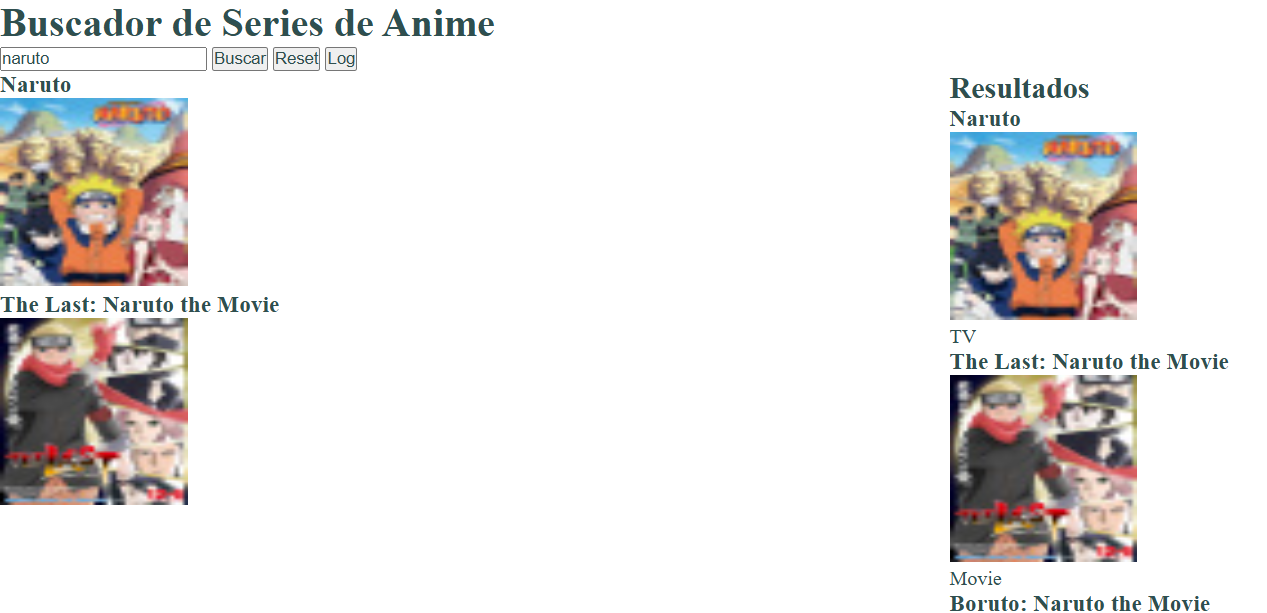 Buscador de Series de Anime
naruto
Buscar
Reset
Log
Naruto
NARUTO
The Last: Naruto the Movie
Resultados
Naruto
NARUTO
TV
The Last: Naruto the Movie
Movie
Boruto: Naruto the Movie